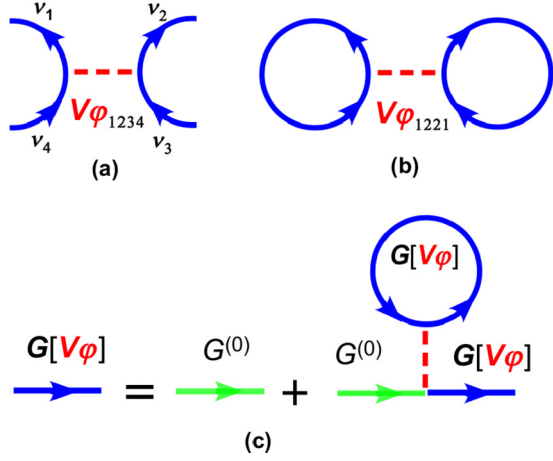 ν₁ ν₂
Vφ₁₂₃₄ Vφ₁₂₂₁
ν₄ ν₃
(a) (b)
G[Vφ]
G[Vφ] = G⁽⁰⁾ + G⁽⁰⁾ G[Vφ]
(c)